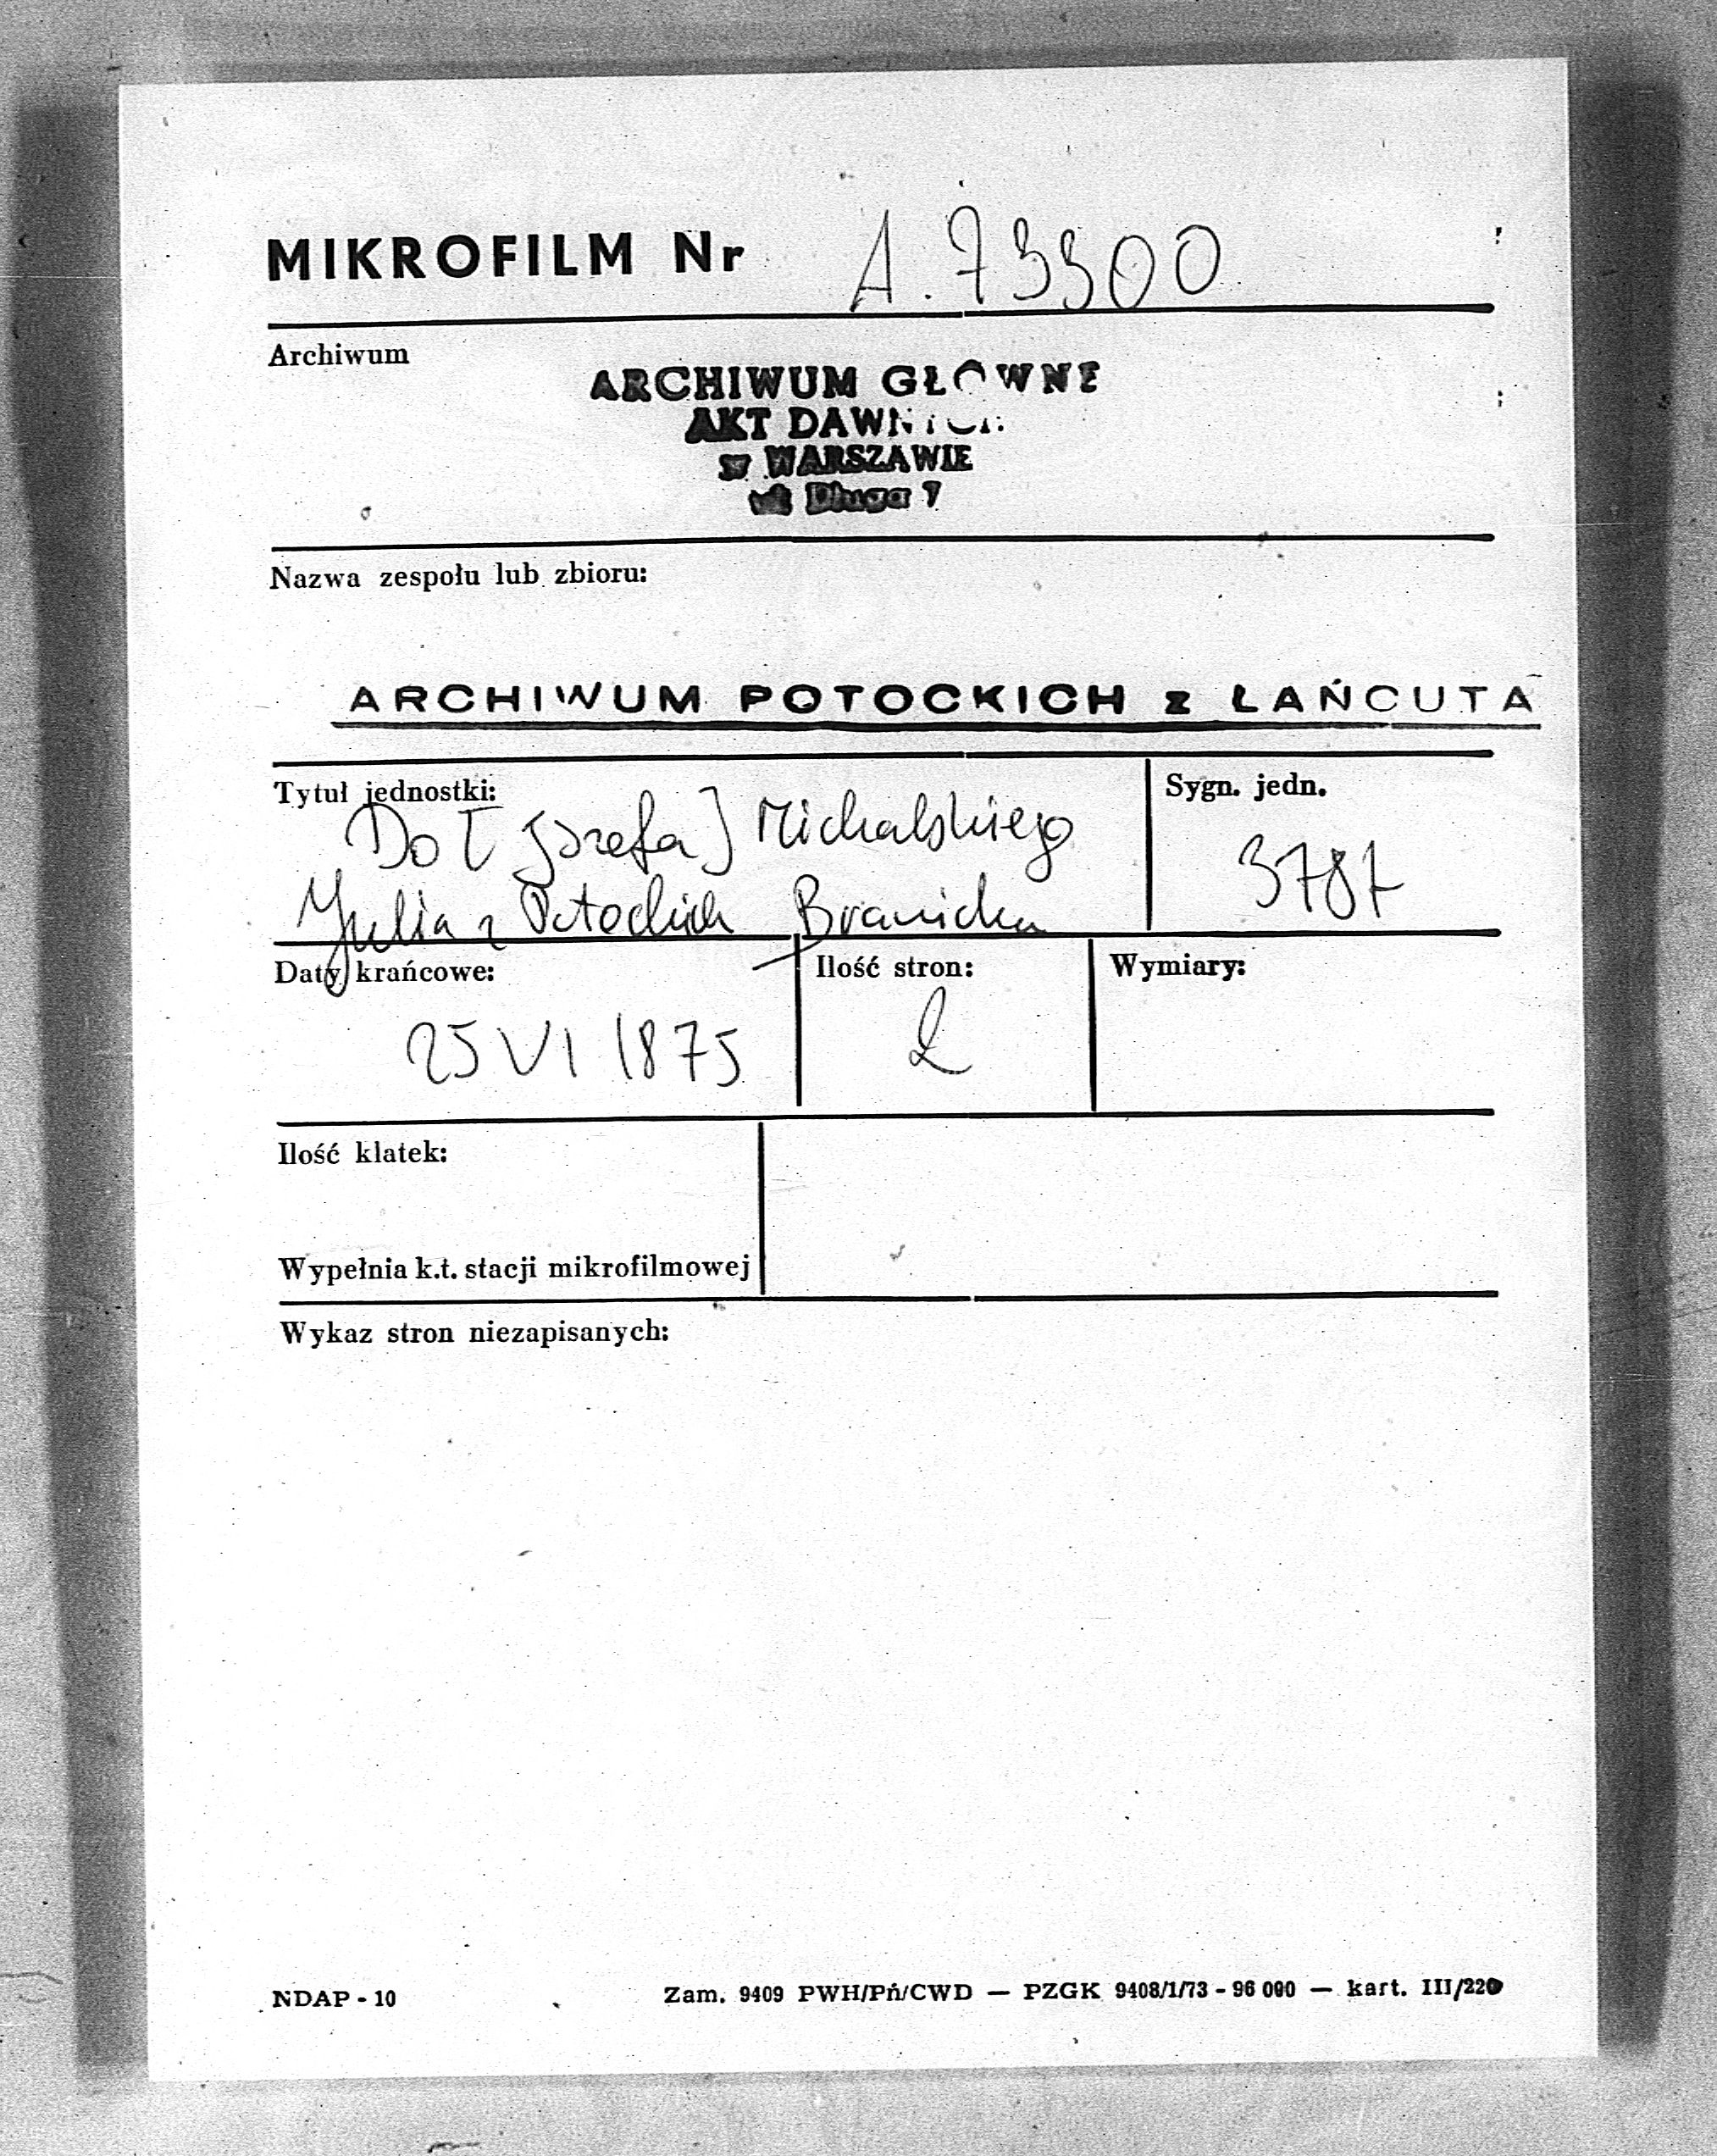 MIKROFILM Nr A. 73300
Archiwum
ARCHIWUM GŁÓWNE
AKT DAWNYCH
w WARSZAWIE
ul. Długa 7
Nazwa zespołu lub zbioru:
ARCHIWUM POTOCKICH z ŁAŃCUTA
Tytuł jednostki:
Sygn. jedn.
Do [Józefa] Michalskiego
3787
Julia z Potockich Branicka
Daty krańcowe:
Ilość stron:
Wymiary:
25 VI 1875
2
Ilość klatek:
Wypełnia k.t. stacji mikrofilmowej
Wykaz stron niezapisanych:
NDAP - 10
Zam. 9409 PWH/Pń/CWD — PZGK 9408/1/73 - 96 000 — kart. III/220